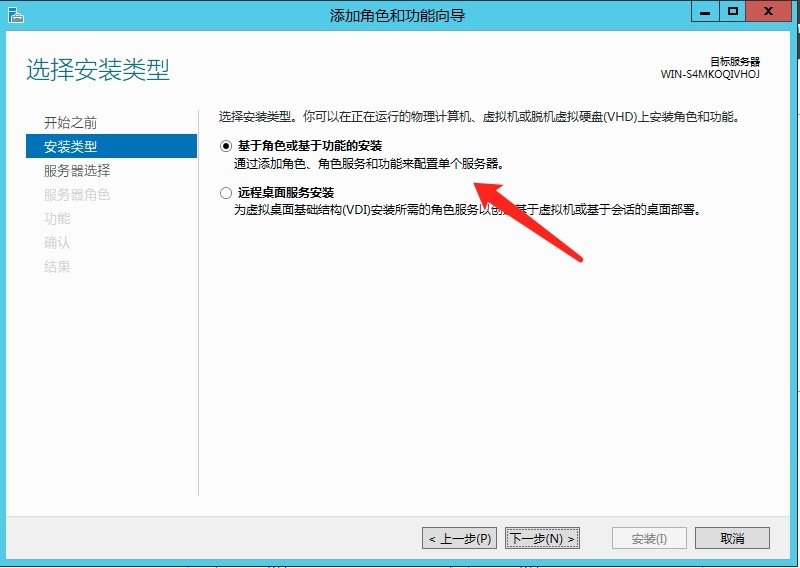 添加角色和功能向导
选择安装类型
目标服务器
WIN-S4MKOQIVHOJ
开始之前
安装类型
服务器选择
服务器角色
功能
确认
结果
选择安装类型。你可以在正在运行的物理计算机、虚拟机或脱机虚拟硬盘(VHD)上安装角色和功能。
基于角色或基于功能的安装
通过添加角色、角色服务和功能来配置单个服务器。
远程桌面服务安装
为虚拟桌面基础结构(VDI)安装所需的角色服务以创建基于虚拟机或基于会话的桌面部署。
< 上一步(P)
下一步(N) >
安装(I)
取消